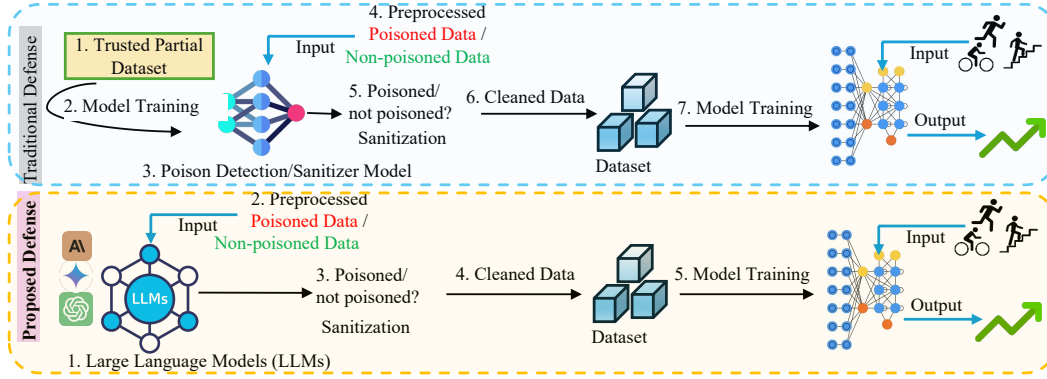 Traditional Defense
1. Trusted Partial
Dataset
2. Model Training
3. Poison Detection/Sanitizer Model
Input
4. Preprocessed
Poisoned Data /
Non-poisoned Data
5. Poisoned/
not poisoned?
Sanitization
6. Cleaned Data
Dataset
7. Model Training
Input
Output
Proposed Defense
AI
LLMs
1. Large Language Models (LLMs)
Input
2. Preprocessed
Poisoned Data /
Non-poisoned Data
3. Poisoned/
not poisoned?
Sanitization
4. Cleaned Data
Dataset
5. Model Training
Input
Output